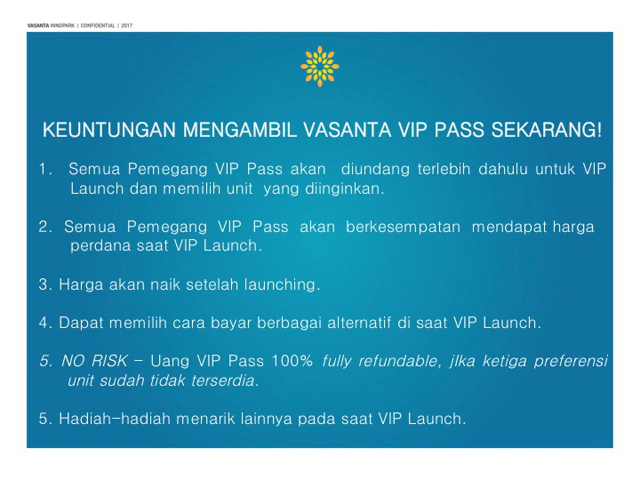 VASANTA INNOPARK | CONFIDENTIAL | 2017
KEUNTUNGAN MENGAMBIL VASANTA VIP PASS SEKARANG!
1. Semua Pemegang VIP Pass akan diundang terlebih dahulu untuk VIP
Launch dan memilih unit yang diinginkan.
2. Semua Pemegang VIP Pass akan berkesempatan mendapat harga
perdana saat VIP Launch.
3. Harga akan naik setelah launching.
4. Dapat memilih cara bayar berbagai alternatif di saat VIP Launch.
5. NO RISK – Uang VIP Pass 100% fully refundable, jIka ketiga preferensi
unit sudah tidak terserdia.
5. Hadiah-hadiah menarik lainnya pada saat VIP Launch.